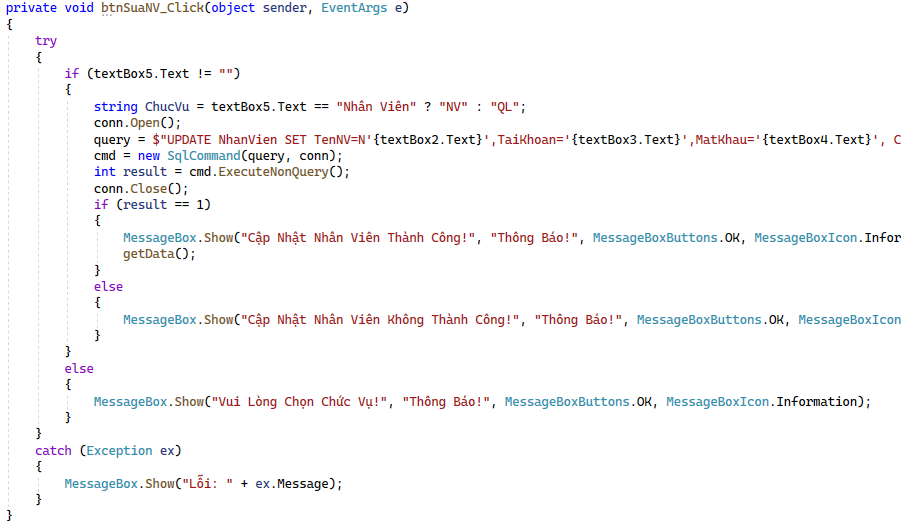 private void btnSuaNV_Click(object sender, EventArgs e)
{
    try
    {
        if (textBox5.Text != "")
        {
            string ChucVu = textBox5.Text == "Nhân Viên" ? "NV" : "QL";
            conn.Open();
            query = $"UPDATE NhanVien SET TenNV=N'{textBox2.Text}',TaiKhoan='{textBox3.Text}',MatKhau='{textBox4.Text}', C
            cmd = new SqlCommand(query, conn);
            int result = cmd.ExecuteNonQuery();
            conn.Close();
            if (result == 1)
            {
                MessageBox.Show("Cập Nhật Nhân Viên Thành Công!", "Thông Báo!", MessageBoxButtons.OK, MessageBoxIcon.Infor
                getData();
            }
            else
            {
                MessageBox.Show("Cập Nhật Nhân Viên Không Thành Công!", "Thông Báo!", MessageBoxButtons.OK, MessageBoxIcon
            }
        }
        else
        {
            MessageBox.Show("Vui Lòng Chọn Chức Vụ!", "Thông Báo!", MessageBoxButtons.OK, MessageBoxIcon.Information);
        }
    }
    catch (Exception ex)
    {
        MessageBox.Show("Lỗi: " + ex.Message);
    }
}